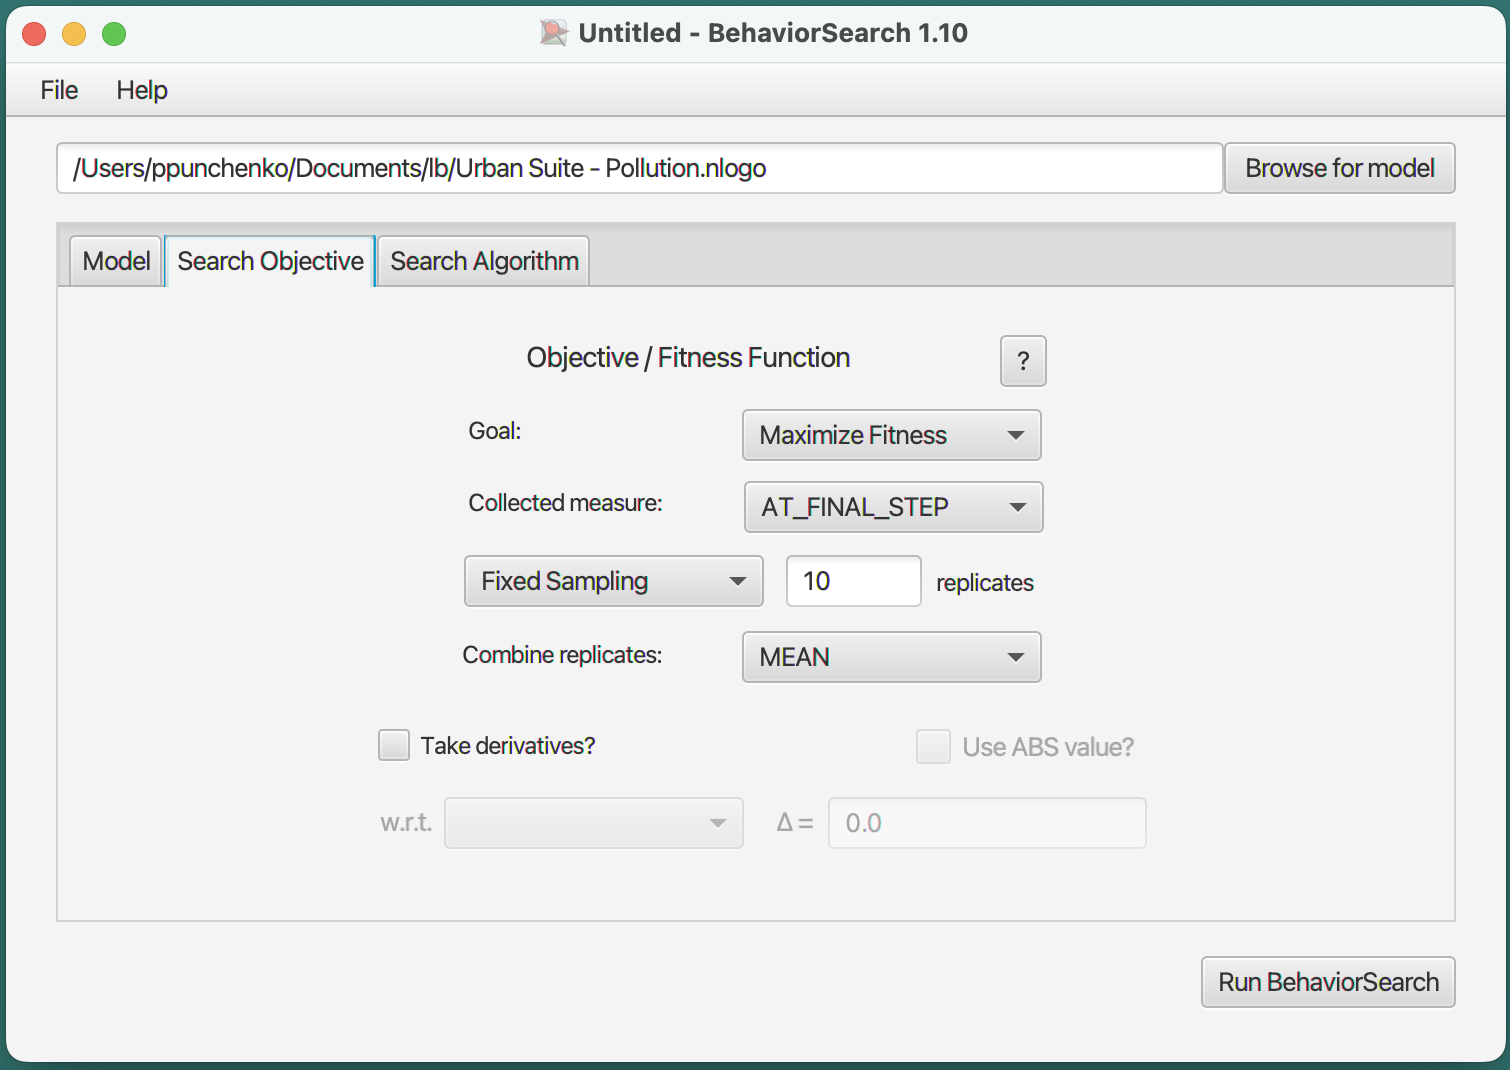 Untitled - BehaviorSearch 1.10
File Help
/Users/ppunchenko/Documents/lb/Urban Suite - Pollution.nlogo Browse for model
Model Search Objective Search Algorithm
Objective / Fitness Function ?
Goal: Maximize Fitness
Collected measure: AT_FINAL_STEP
Fixed Sampling 10 replicates
Combine replicates: MEAN
Take derivatives? Use ABS value?
w.r.t. Δ = 0.0
Run BehaviorSearch